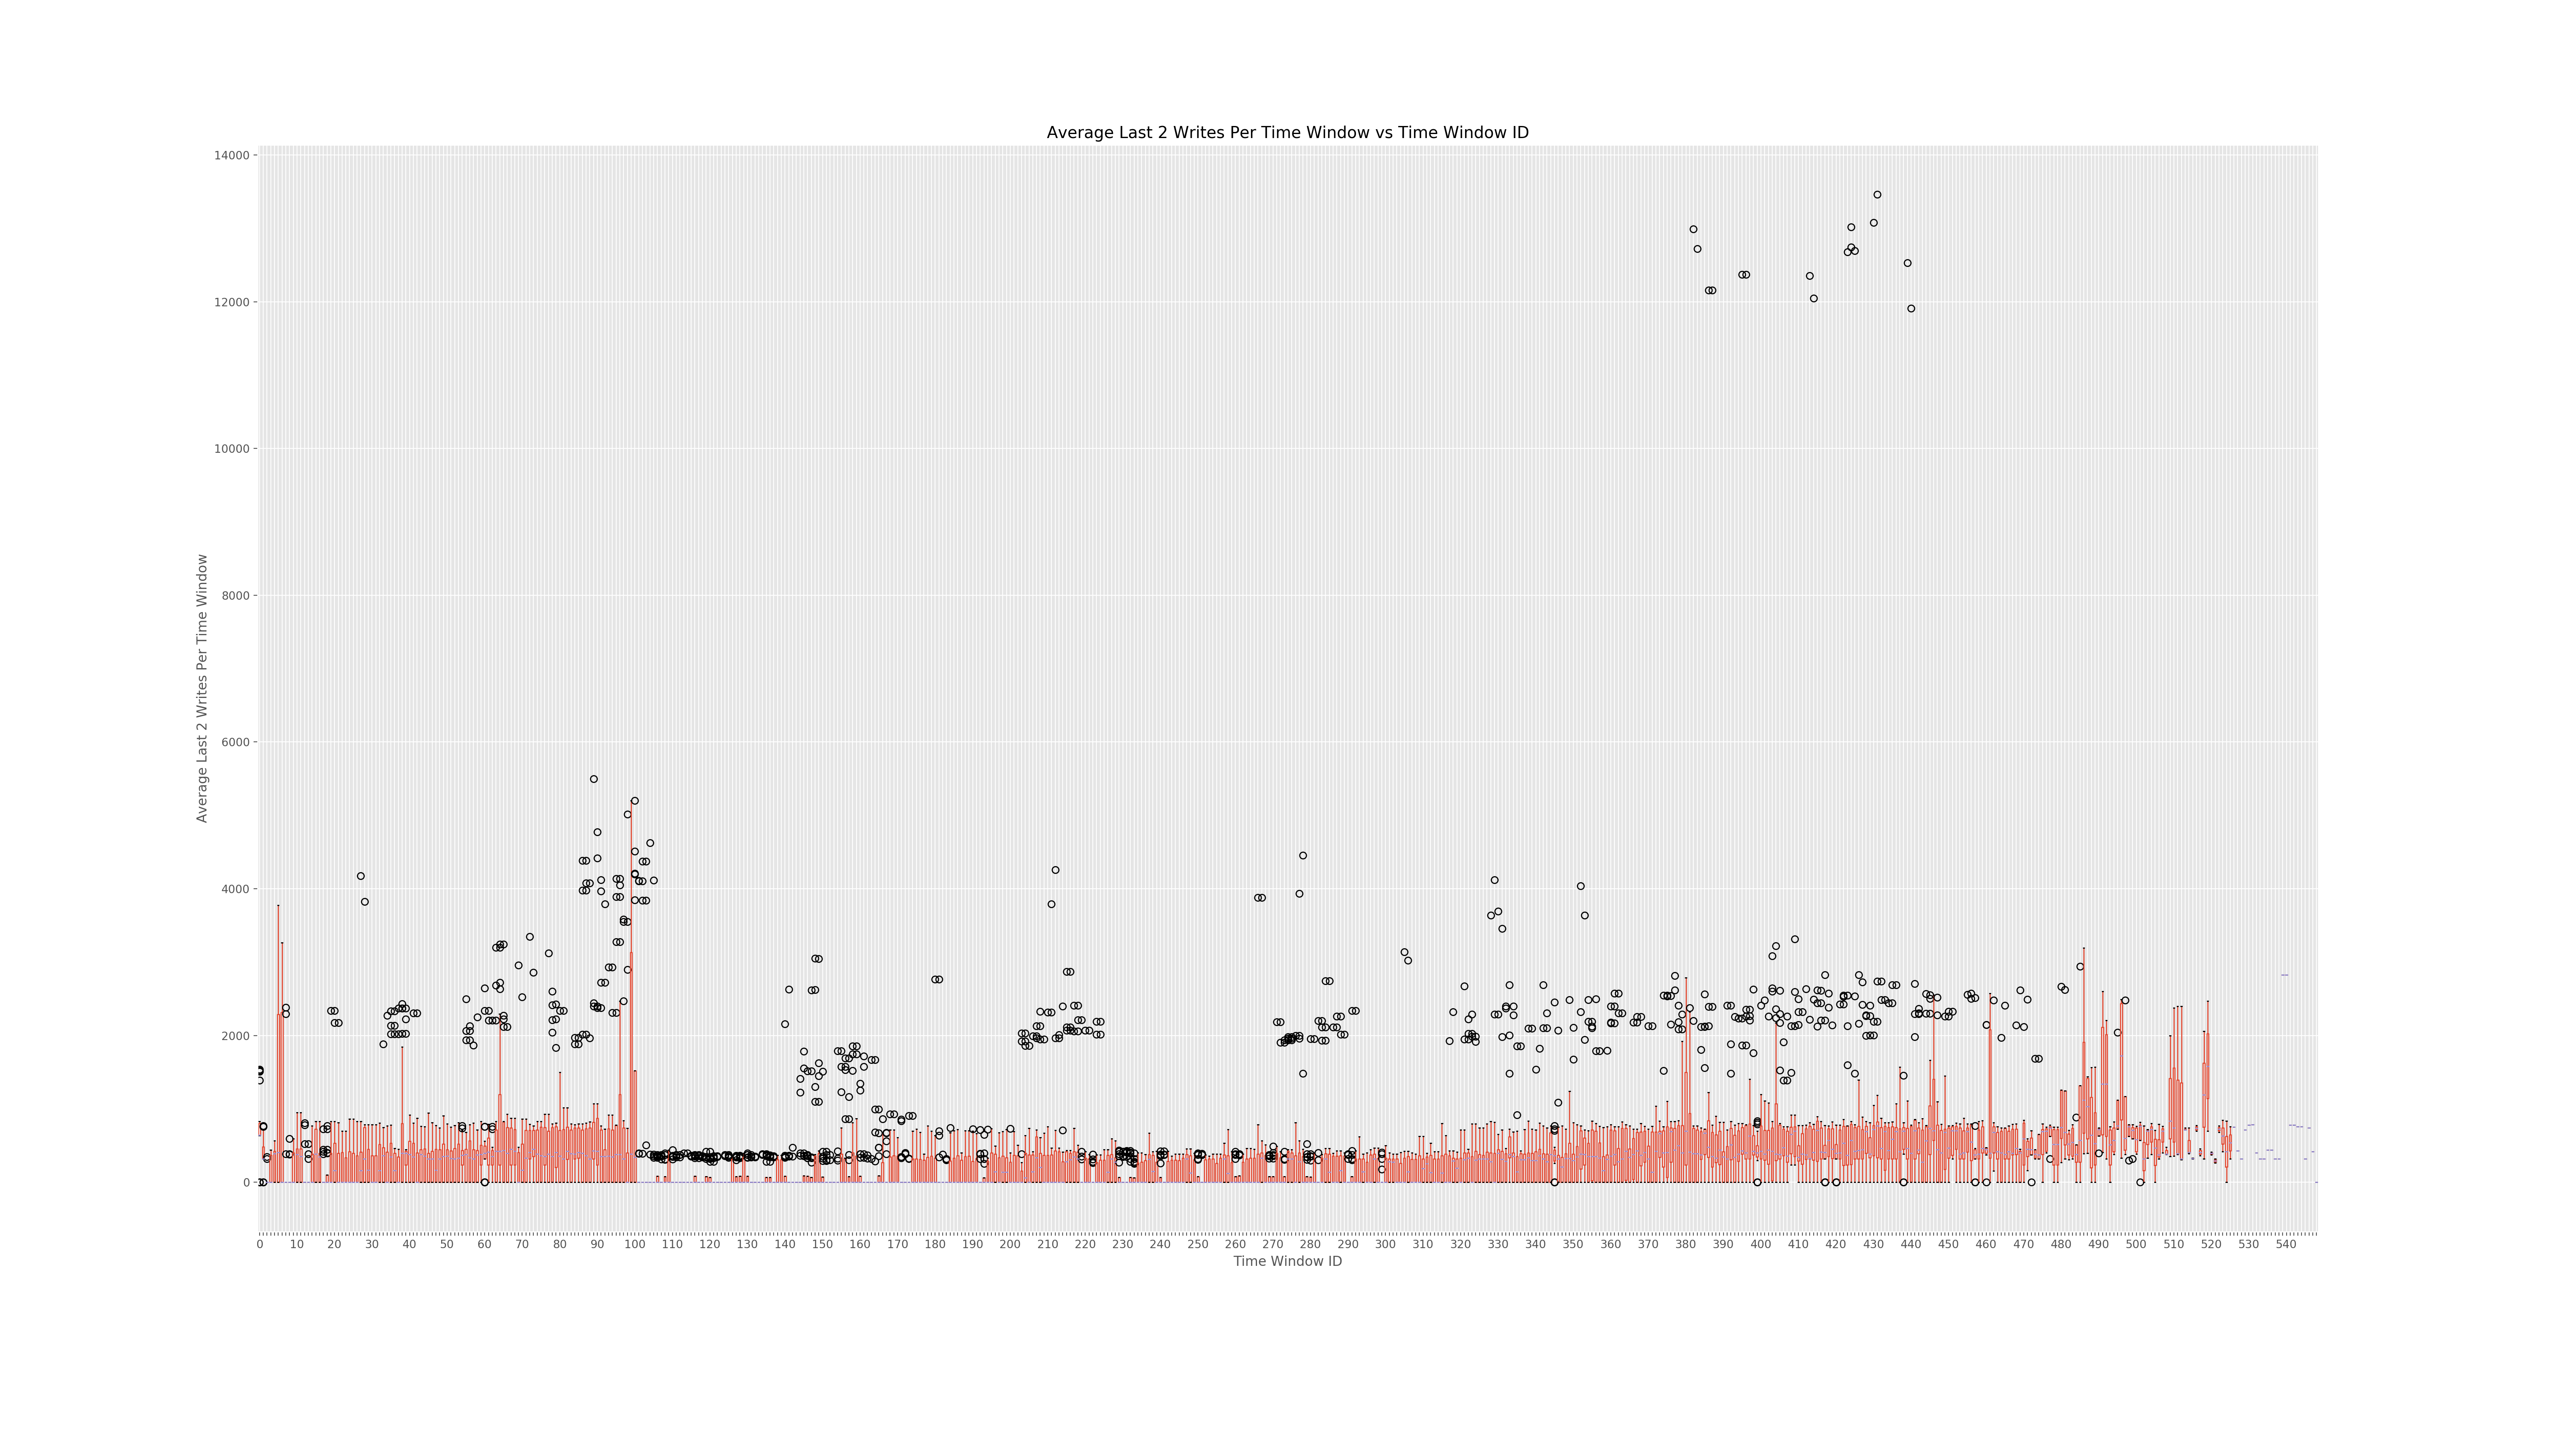 Average Last 2 Writes Per Time Window vs Time Window ID
14000
12000
10000
8000
6000
4000
2000
0
Average Last 2 Writes Per Time Window
0 10 20 30 40 50 60 70 80 90 100 110 120 130 140 150 160 170 180 190 200 210 220 230 240 250 260 270 280 290 300 310 320 330 340 350 360 370 380 390 400 410 420 430 440 450 460 470 480 490 500 510 520 530 540
Time Window ID